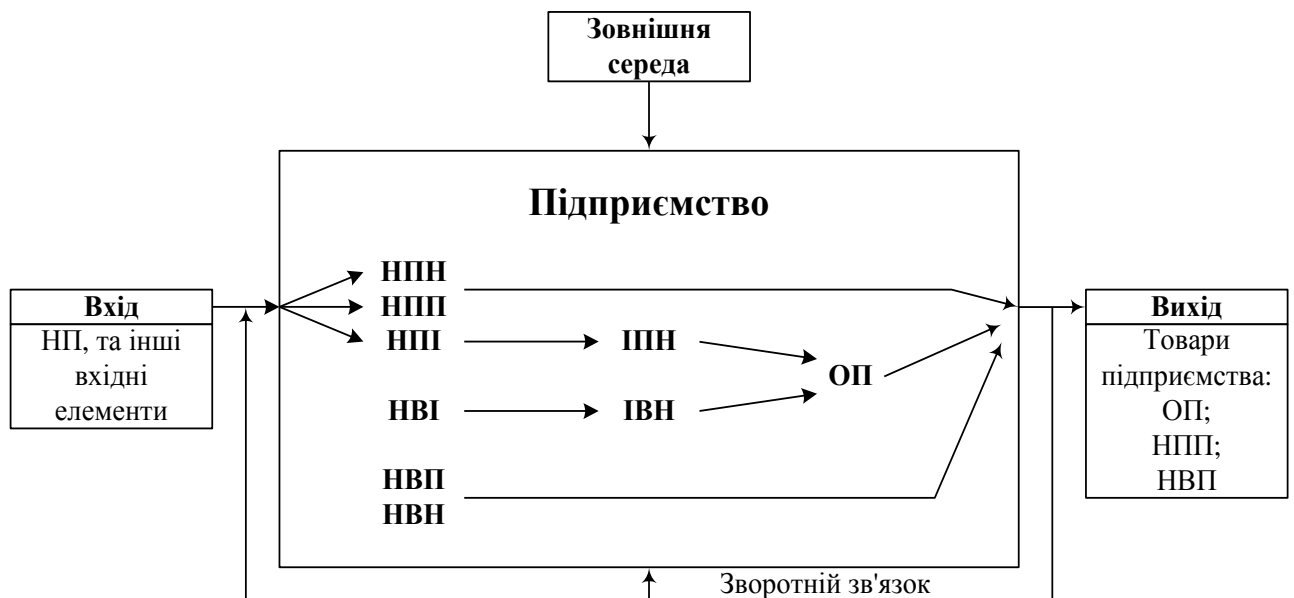 Зовнішня
середа
Підприємство
НПН
НПП
НПІ
ІПН
ОП
НВІ
ІВН
НВП
НВН
Вхід
НП, та інші
вхідні
елементи
Вихід
Товари
підприємства:
ОП;
НПП;
НВП
Зворотній зв'язок